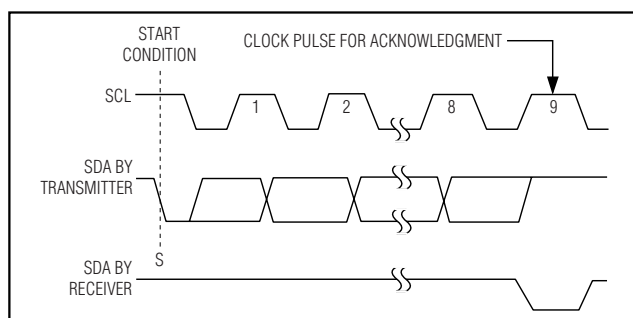 START
CONDITION
CLOCK PULSE FOR ACKNOWLEDGMENT
SCL
1
2
8
9
SDA BY
TRANSMITTER
S
SDA BY
RECEIVER